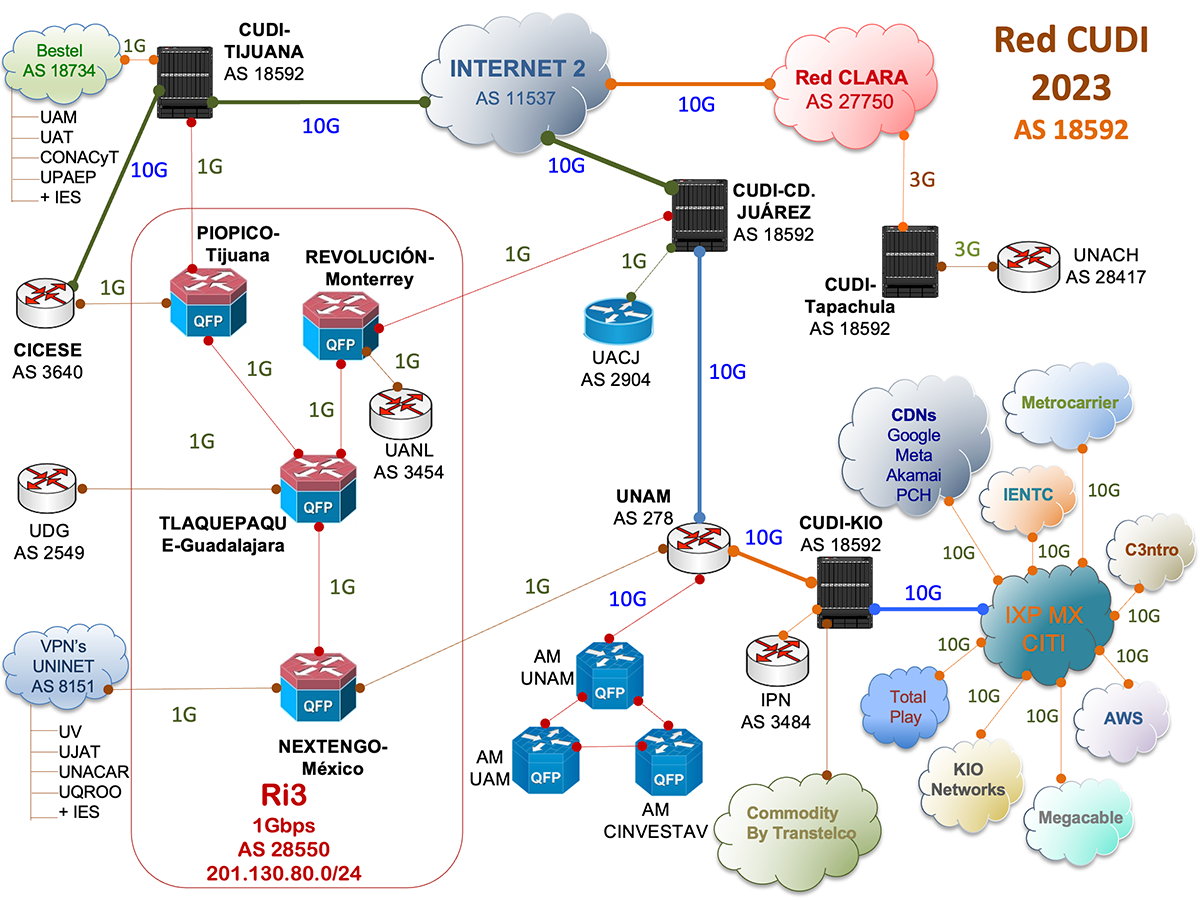 Red CUDI
2023
AS 18592
Bestel
AS 18734
1G
CUDI-
TIJUANA
AS 18592
INTERNET 2
AS 11537
10G
Red CLARA
AS 27750
10G
UAM
UAT
CONACyT
UPAEP
+ IES
10G
1G
10G
3G
CUDI-CD.
JUÁREZ
AS 18592
1G
1G
CUDI-
Tapachula
AS 18592
3G
UNACH
AS 28417
PIOPICO-
Tijuana
QFP
REVOLUCIÓN-
Monterrey
QFP
1G
CICESE
AS 3640
UACJ
AS 2904
10G
1G
1G
1G
UANL
AS 3454
1G
UDG
AS 2549
TLAQUEPAQU
E-Guadalajara
QFP
1G
UNAM
AS 278
10G
CUDI-KIO
AS 18592
1G
10G
10G
CDNs
Google
Meta
Akamai
PCH
Metrocarrier
IENTC
C3ntro
10G
10G
10G
10G
IXP MX
CITI
10G
10G
10G
10G
Total
Play
KIO
Networks
AWS
Megacable
IPN
AS 3484
Commodity
By Transtelco
AM
UNAM
QFP
AM
UAM
QFP
QFP
AM
CINVESTAV
VPN's
UNINET
AS 8151
1G
UV
UJAT
UNACAR
UQROO
+ IES
QFP
NEXTENGO-
México
Ri3
1Gbps
AS 28550
201.130.80.0/24